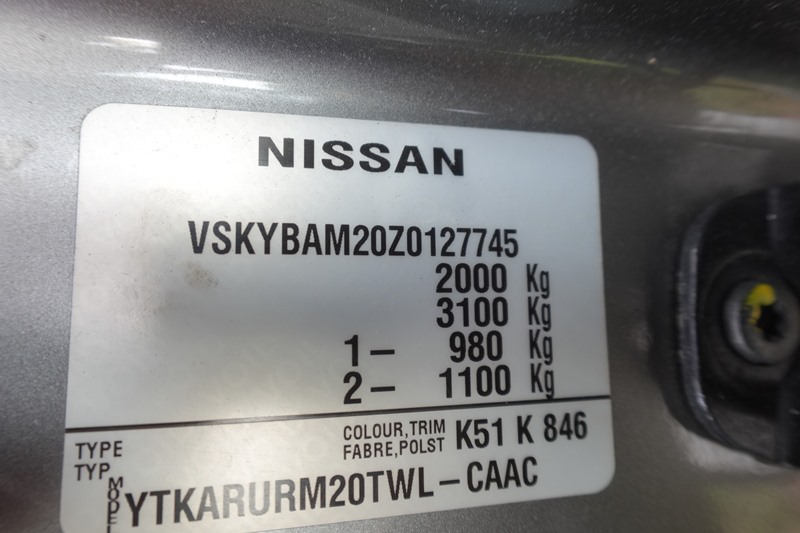 NISSAN
VSKYBAM20Z0127745
2000 Kg
3100 Kg
1– 980 Kg
2– 1100 Kg
TYPE
TYP
COLOUR,TRIM
FABRE,POLST
K51 K 846
MODEL
YTKARURM20TWL–CAAC